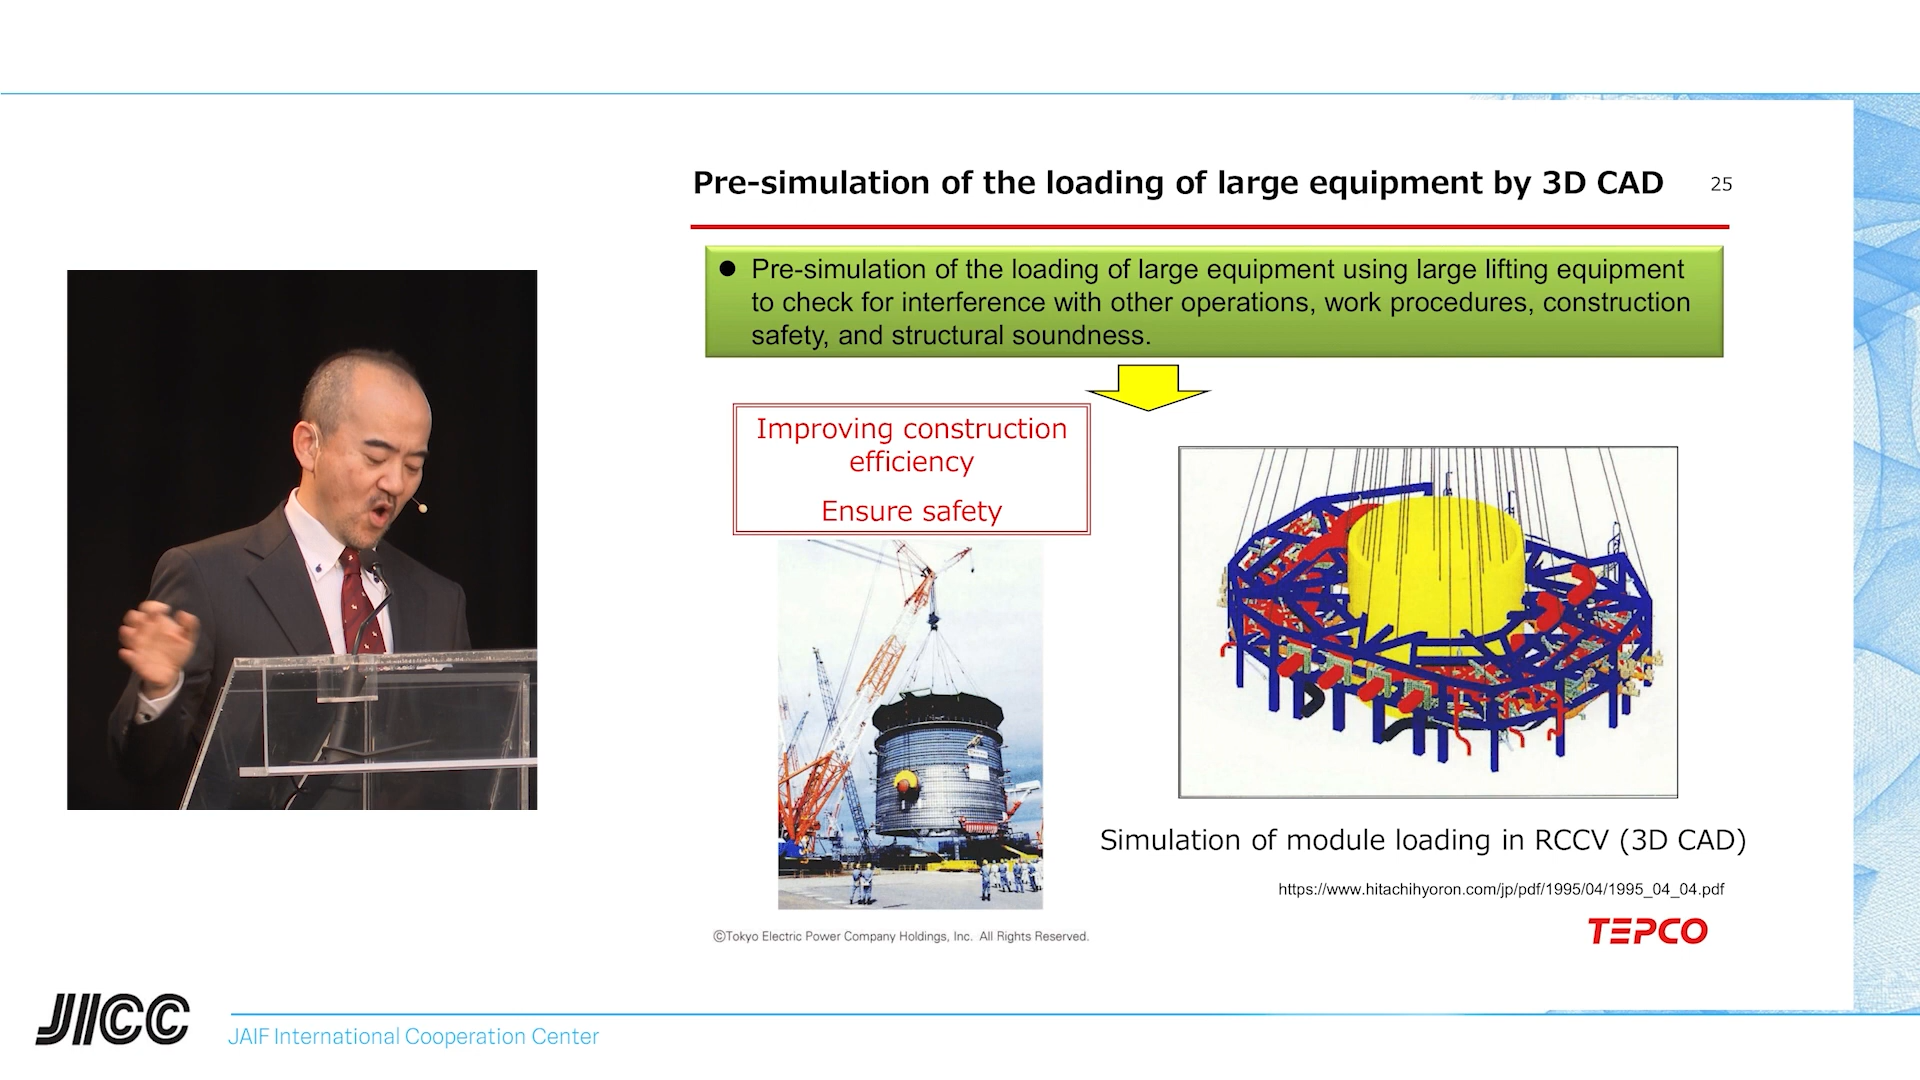 Pre-simulation of the loading of large equipment by 3D CAD
25
● Pre-simulation of the loading of large equipment using large lifting equipment
to check for interference with other operations, work procedures, construction
safety, and structural soundness.
Improving construction
efficiency
Ensure safety
Simulation of module loading in RCCV (3D CAD)
https://www.hitachihyoron.com/jp/pdf/1995/04/1995_04_04.pdf
TEPCO
©Tokyo Electric Power Company Holdings, Inc. All Rights Reserved.
JICC
JAIF International Cooperation Center